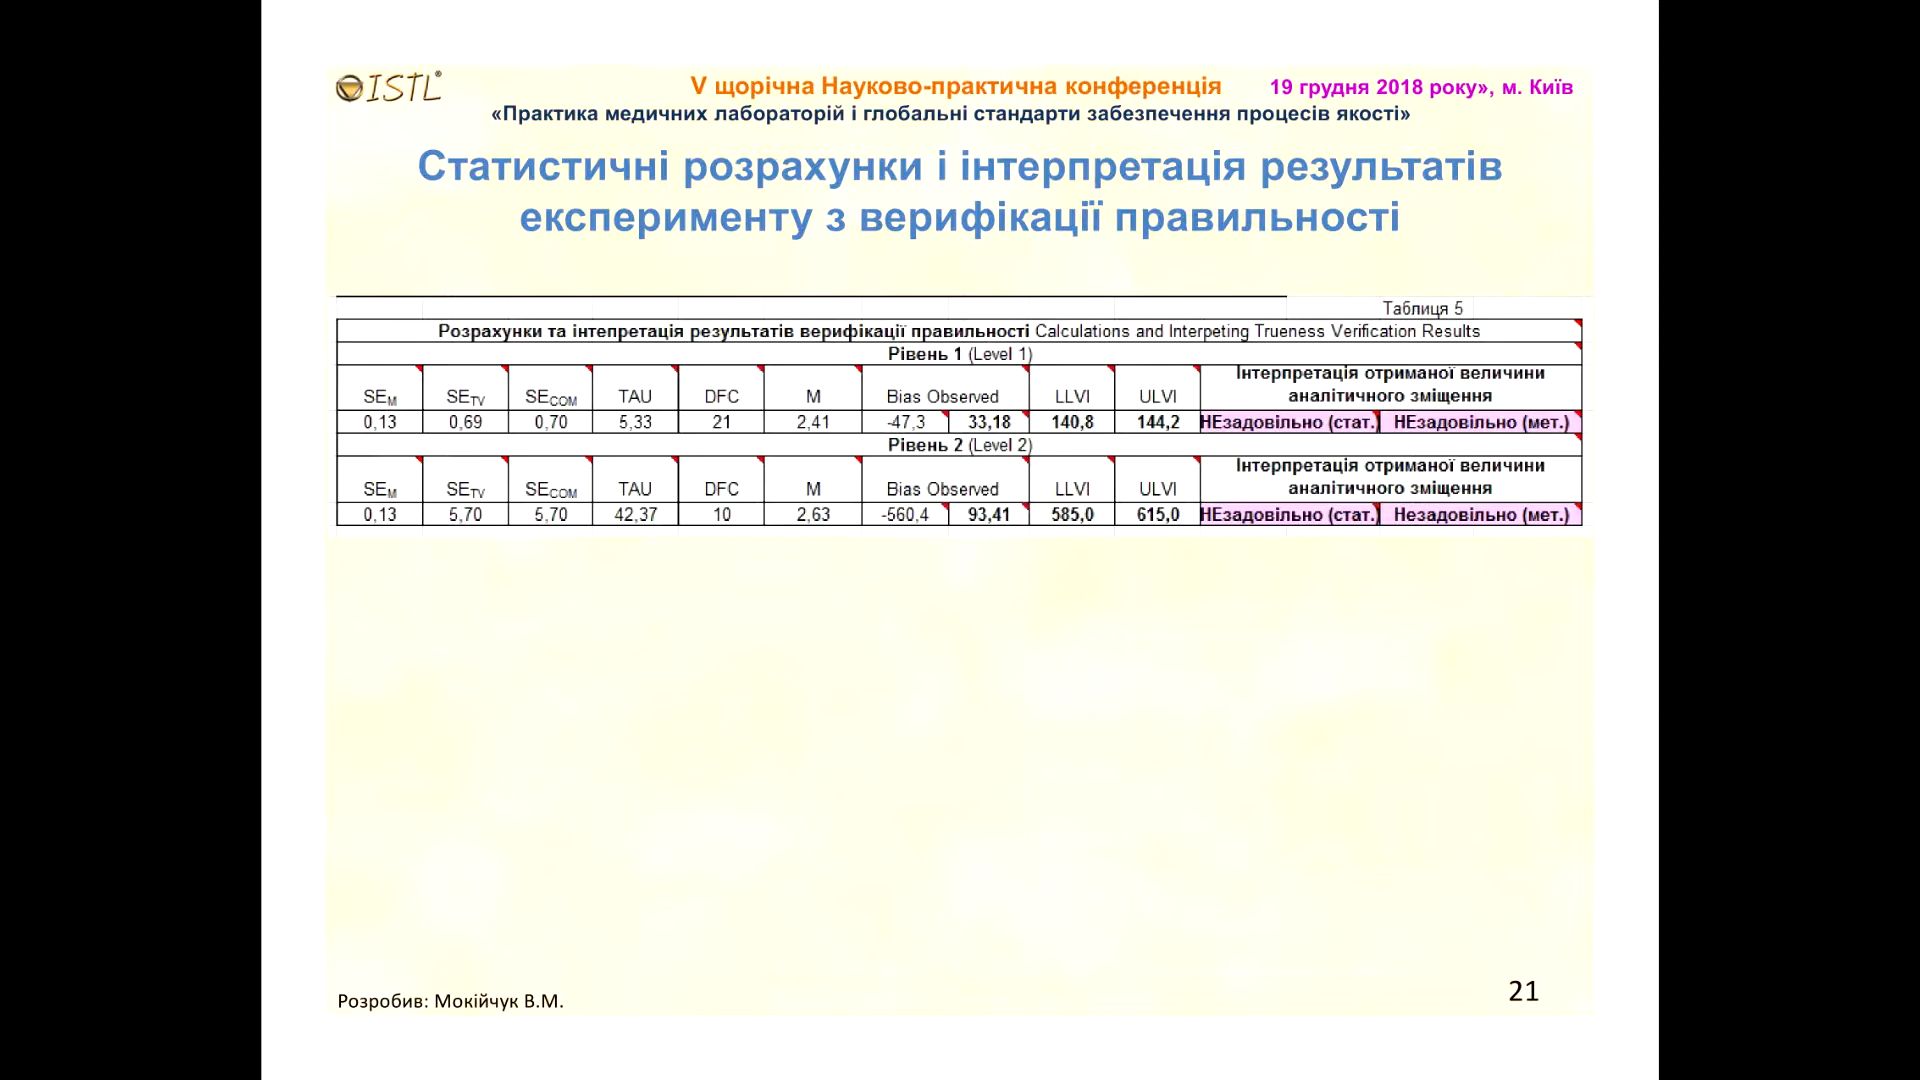 ISTL®
V щорічна Науково-практична конференція 19 грудня 2018 року», м. Київ
«Практика медичних лабораторій і глобальні стандарти забезпечення процесів якості»
Статистичні розрахунки і інтерпретація результатів
експерименту з верифікації правильності
Таблиця 5
Розрахунки та інтепретація результатів верифікації правильності Calculations and Interpeting Trueness Verification Results
Рівень 1 (Level 1)
SEM SETV SECOM TAU DFC M Bias Observed LLVI ULVI Інтерпретація отриманої величини аналітичного зміщення
0,13 0,69 0,70 5,33 21 2,41 -47,3 33,18 140,8 144,2 НЕзадовільно (стат.) НЕзадовільно (мет.)
Рівень 2 (Level 2)
SEM SETV SECOM TAU DFC M Bias Observed LLVI ULVI Інтерпретація отриманої величини аналітичного зміщення
0,13 5,70 5,70 42,37 10 2,63 -560,4 93,41 585,0 615,0 НЕзадовільно (стат.) Незадовільно (мет.)
Розробив: Мокійчук В.М.
21